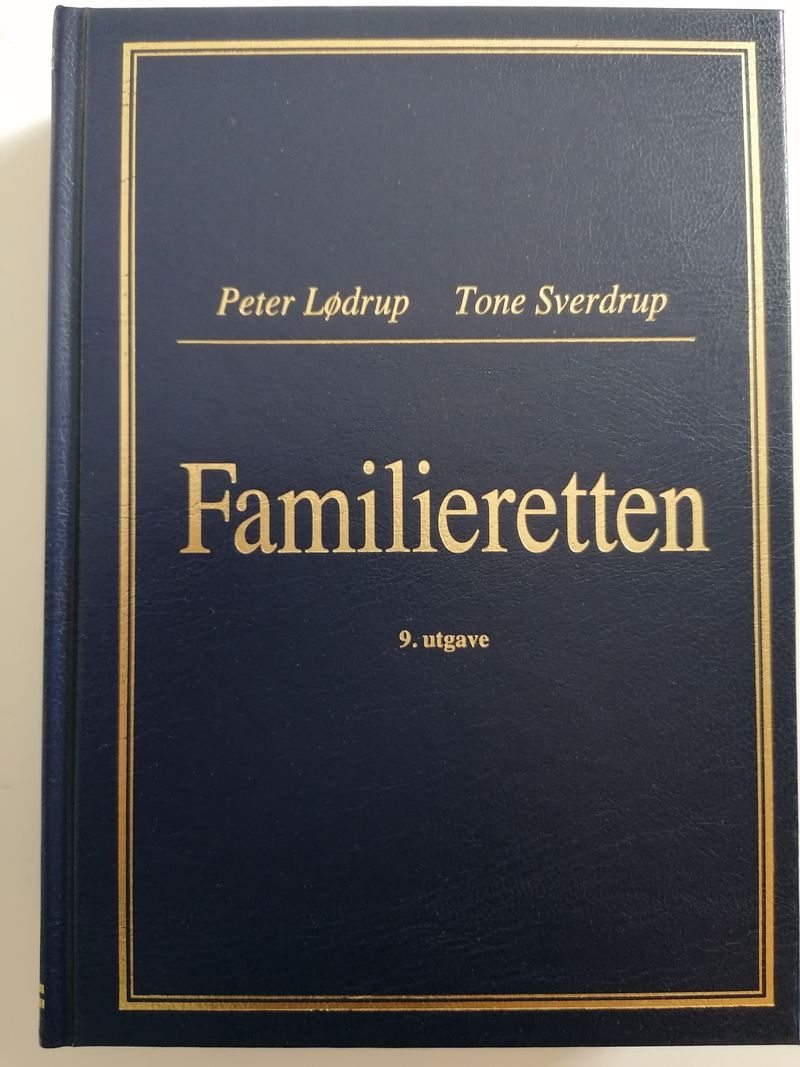 Peter Lødrup Tone Sverdrup
Familieretten
9. utgave